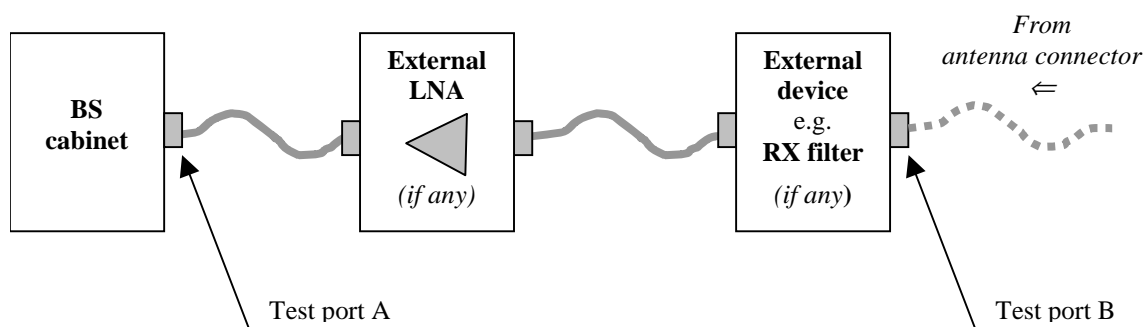 BS
cabinet
External
LNA
(if any)
External
device
e.g.
RX filter
(if any)
From
antenna connector
⇐
Test port A
Test port B